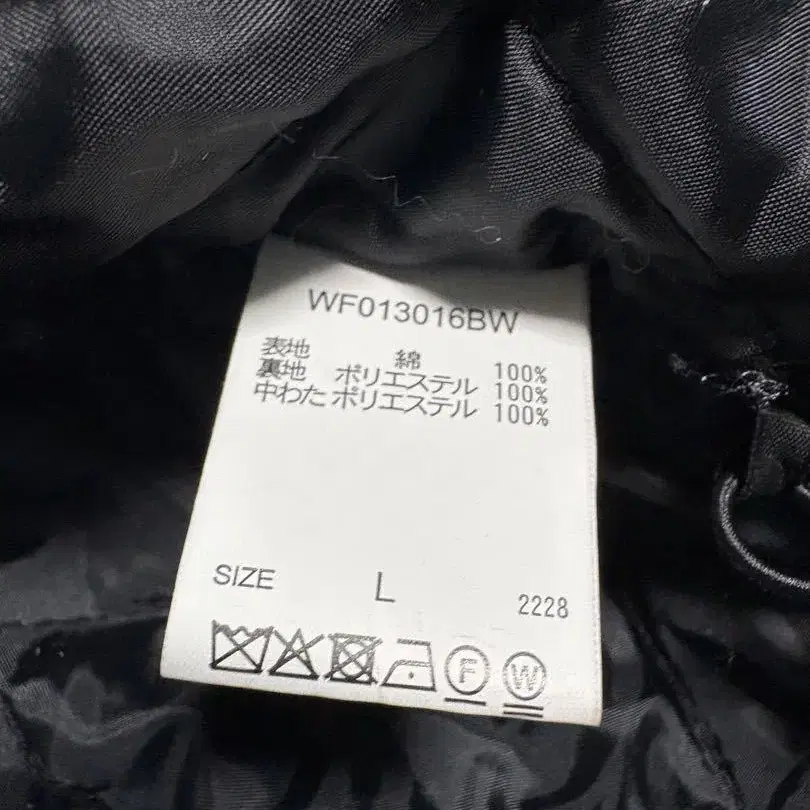 WF013016BW
表地 綿 100%
裏地 ポリエステル 100%
中わた ポリエステル 100%
SIZE L 2228
F W